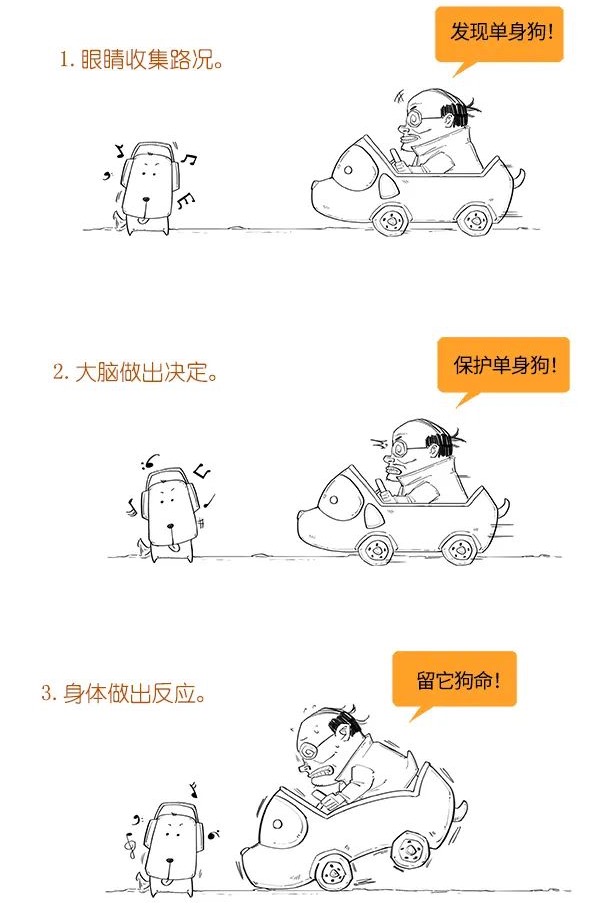 发现单身狗!
1. 眼睛收集路况。
保护单身狗!
2. 大脑做出决定。
留它狗命!
3. 身体做出反应。